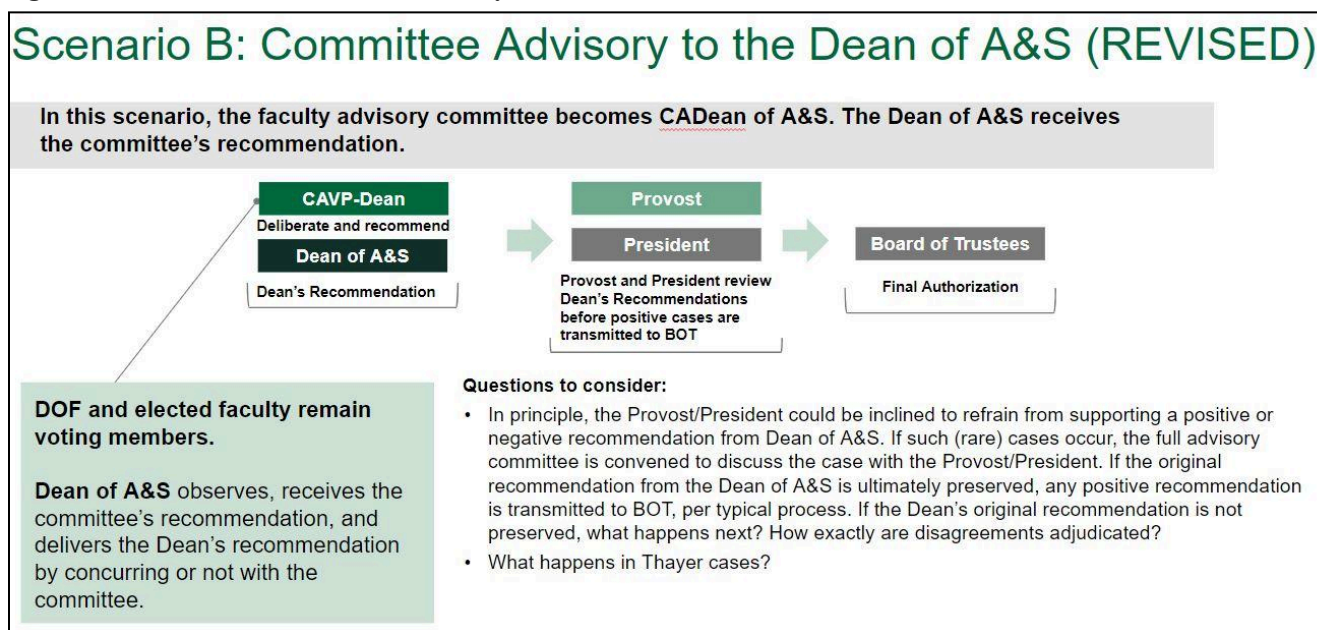 Scenario B: Committee Advisory to the Dean of A&S (REVISED)
In this scenario, the faculty advisory committee becomes CADean of A&S. The Dean of A&S receives
the committee’s recommendation.
CAVP-Dean
Deliberate and recommend
Dean of A&S
Dean’s Recommendation
Provost
President
Provost and President review
Dean’s Recommendations
before positive cases are
transmitted to BOT
Board of Trustees
Final Authorization
DOF and elected faculty remain
voting members.
Dean of A&S observes, receives the
committee’s recommendation, and
delivers the Dean’s recommendation
by concurring or not with the
committee.
Questions to consider:
• In principle, the Provost/President could be inclined to refrain from supporting a positive or
negative recommendation from Dean of A&S. If such (rare) cases occur, the full advisory
committee is convened to discuss the case with the Provost/President. If the original
recommendation from the Dean of A&S is ultimately preserved, any positive recommendation
is transmitted to BOT, per typical process. If the Dean’s original recommendation is not
preserved, what happens next? How exactly are disagreements adjudicated?
• What happens in Thayer cases?